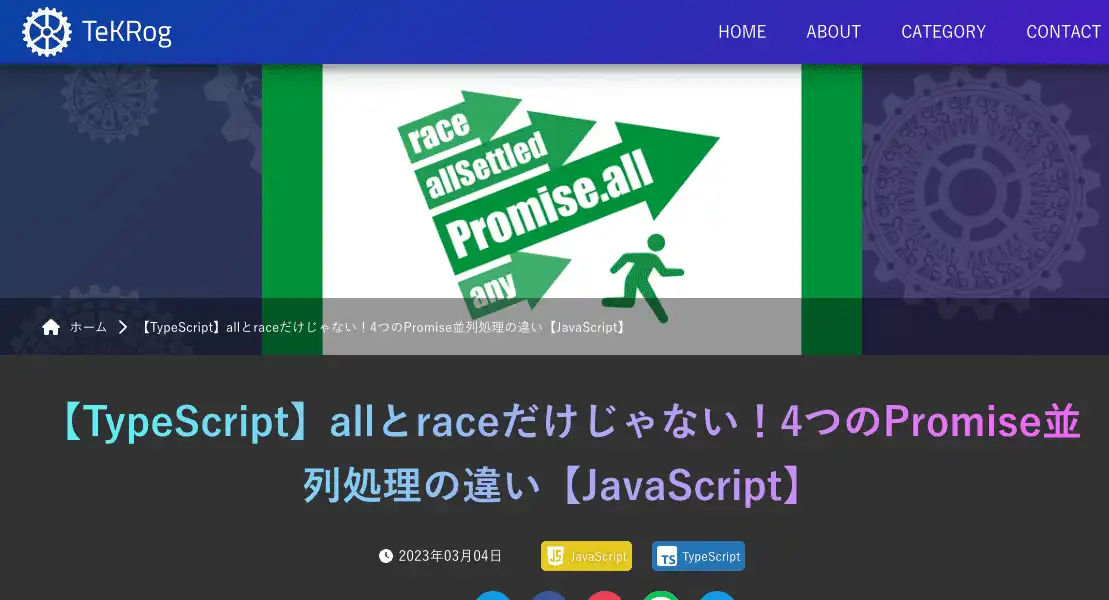 TeKRog
HOME
ABOUT
CATEGORY
CONTACT
race
allSettled
Promise.all
any
ホーム
【TypeScript】allとraceだけじゃない！4つのPromise並列処理の違い【JavaScript】
【TypeScript】allとraceだけじゃない！4つのPromise並
列処理の違い【JavaScript】
2023年03月04日
JS JavaScript
TS TypeScript